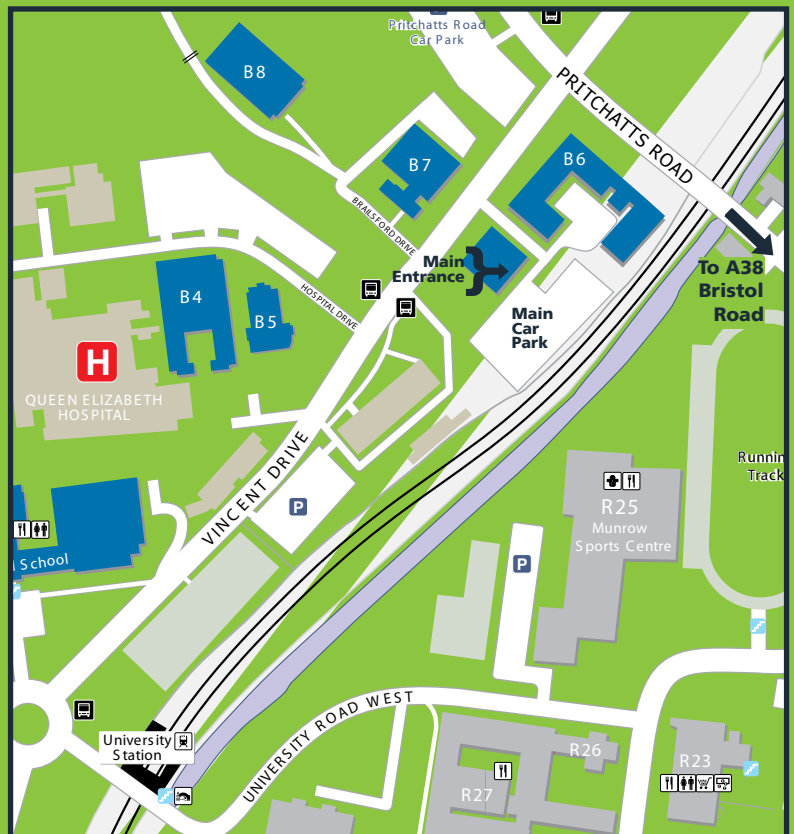 Pritchatts Road
Car Park
B8
PRITCHATTS ROAD
B7
B6
BRAILSFORD DRIVE
Main
Entrance
To A38
Bristol
Road
B4
HOSPITAL DRIVE
B5
Main
Car
Park
H
QUEEN ELIZABETH
HOSPITAL
VINCENT DRIVE
Runnin
Track
R25
Munrow
Sports Centre
P
P
l School
UNIVERSITY ROAD WEST
University
Station
R26
R23
R27